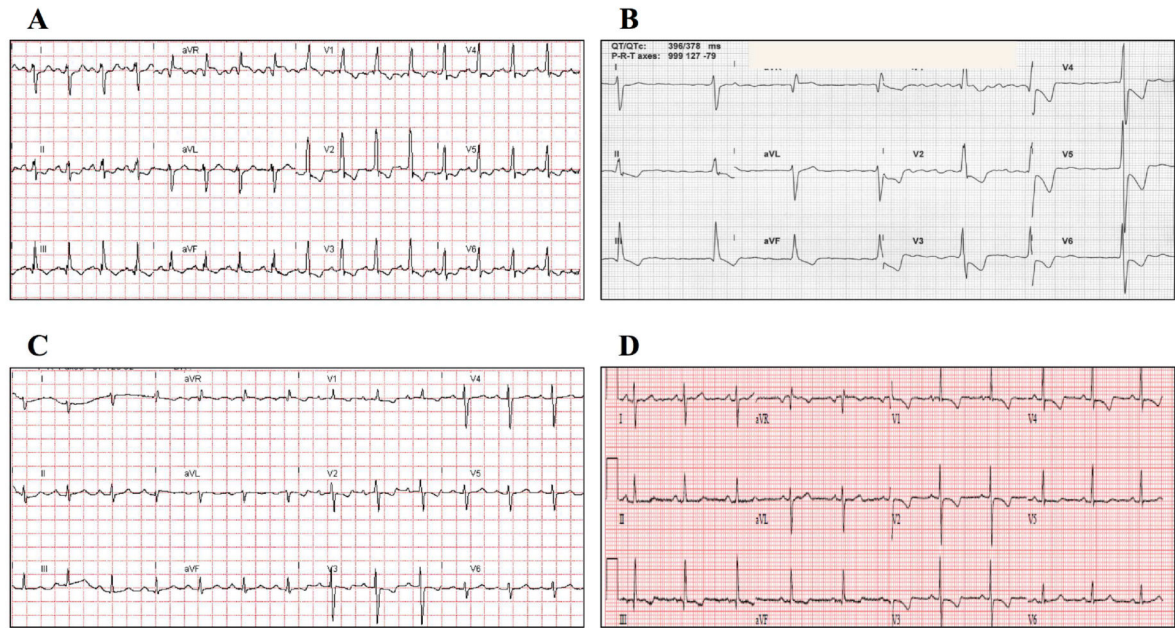 A
I aVR V1 V4
II aVL V2 V5
III aVF V3 V6
B
QT/QTc: 396/378 ms
P-R-T axes: 999 127 -79
I V4
II aVL V2 V5
III aVF V3 V6
C
I aVR V1 V4
II aVL V2 V5
III aVF V3 V6
D
I aVR V1 V4
II aVL V2 V5
III aVF V3 V6